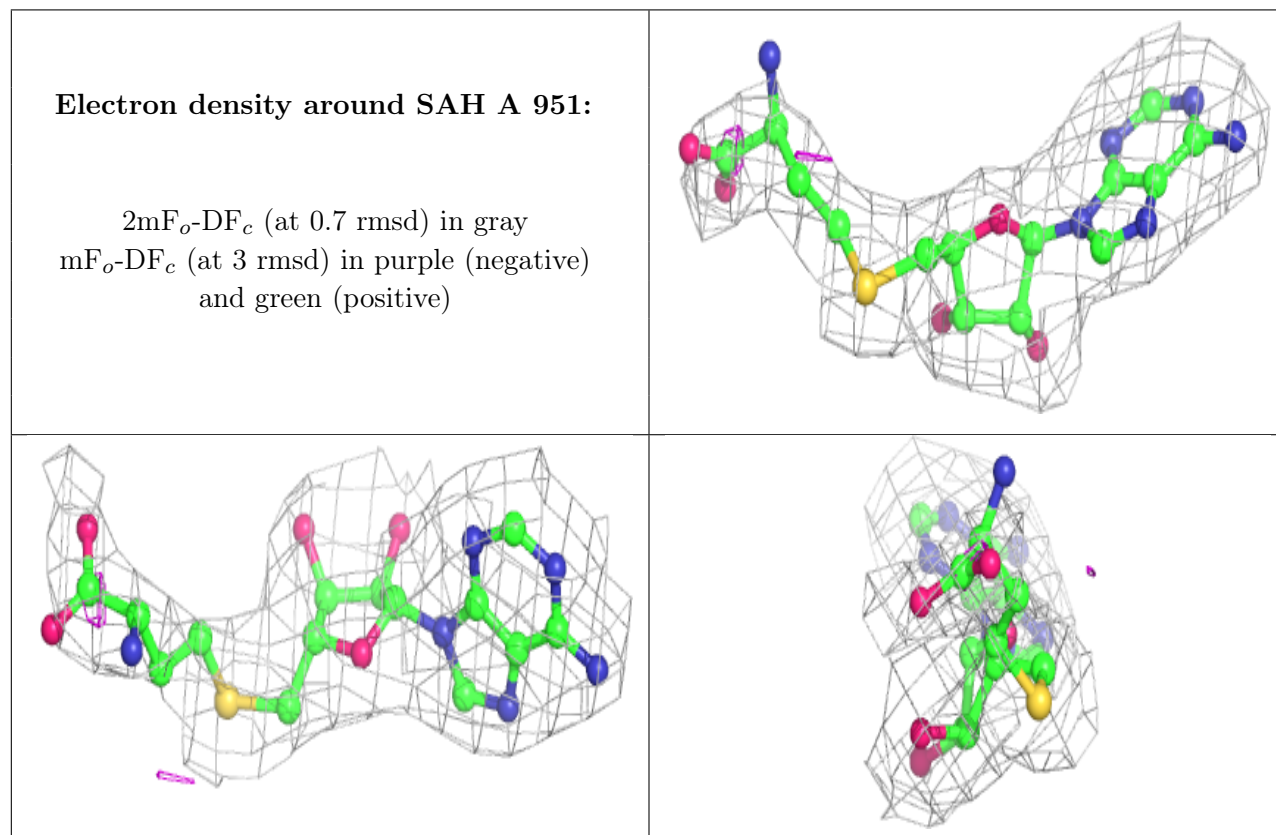 Electron density around SAH A 951:
2mFo-DFc (at 0.7 rmsd) in gray
mFo-DFc (at 3 rmsd) in purple (negative)
and green (positive)